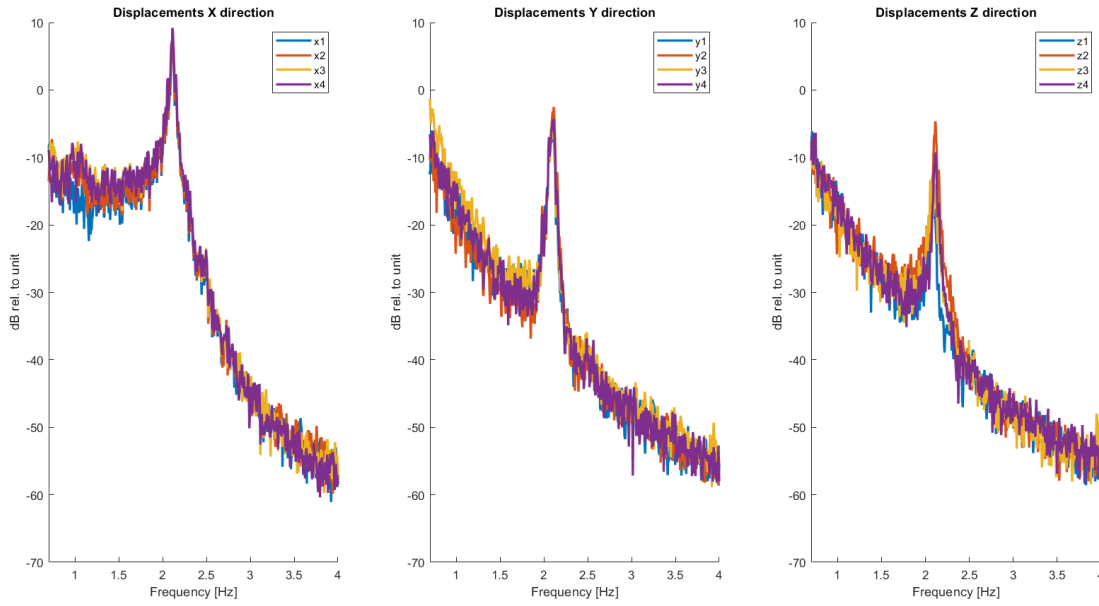 Displacements X direction
10
0
-10
-20
-30
-40
-50
-60
-70
dB rel. to unit
1
1.5
2
2.5
3
3.5
4
Frequency [Hz]
x1
x2
x3
x4
Displacements Y direction
10
0
-10
-20
-30
-40
-50
-60
-70
dB rel. to unit
1
1.5
2
2.5
3
3.5
4
Frequency [Hz]
y1
y2
y3
y4
Displacements Z direction
10
0
-10
-20
-30
-40
-50
-60
-70
dB rel. to unit
1
1.5
2
2.5
3
3.5
4
Frequency [Hz]
z1
z2
z3
z4